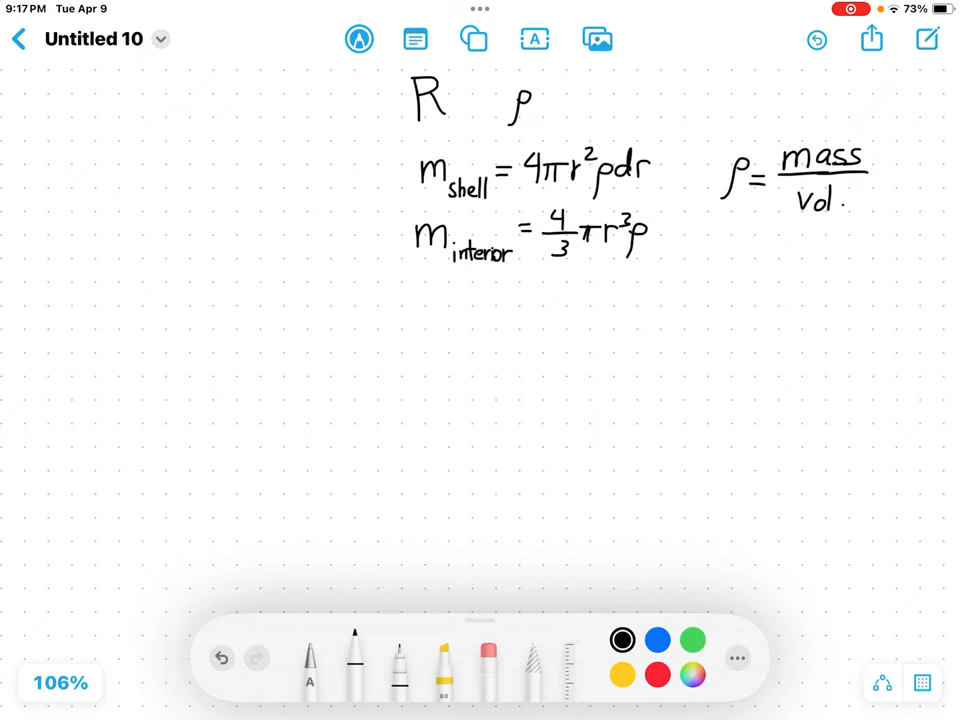 9:17 PM Tue Apr 9
73%
Untitled 10
R ρ
m_shell = 4πr²ρdr
ρ = mass / vol.
m_interior = 4/3 πr³ρ
106%